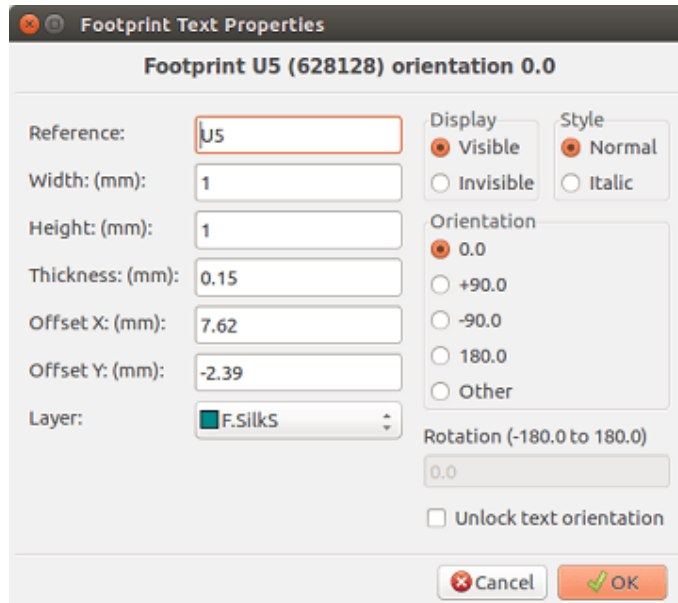 Footprint Text Properties
Footprint U5 (628128) orientation 0.0
Reference:
U5
Width: (mm):
1
Height: (mm):
1
Thickness: (mm):
0.15
Offset X: (mm):
7.62
Offset Y: (mm):
-2.39
Layer:
F.SilkS
Display
Visible
Invisible
Style
Normal
Italic
Orientation
0.0
+90.0
-90.0
180.0
Other
Rotation (-180.0 to 180.0)
0.0
Unlock text orientation
Cancel
OK